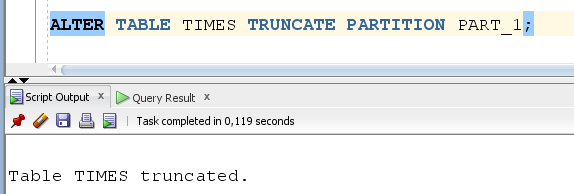 ALTER TABLE TIMES TRUNCATE PARTITION PART_1;
Script Output x Query Result x
Task completed in 0,119 seconds
Table TIMES truncated.